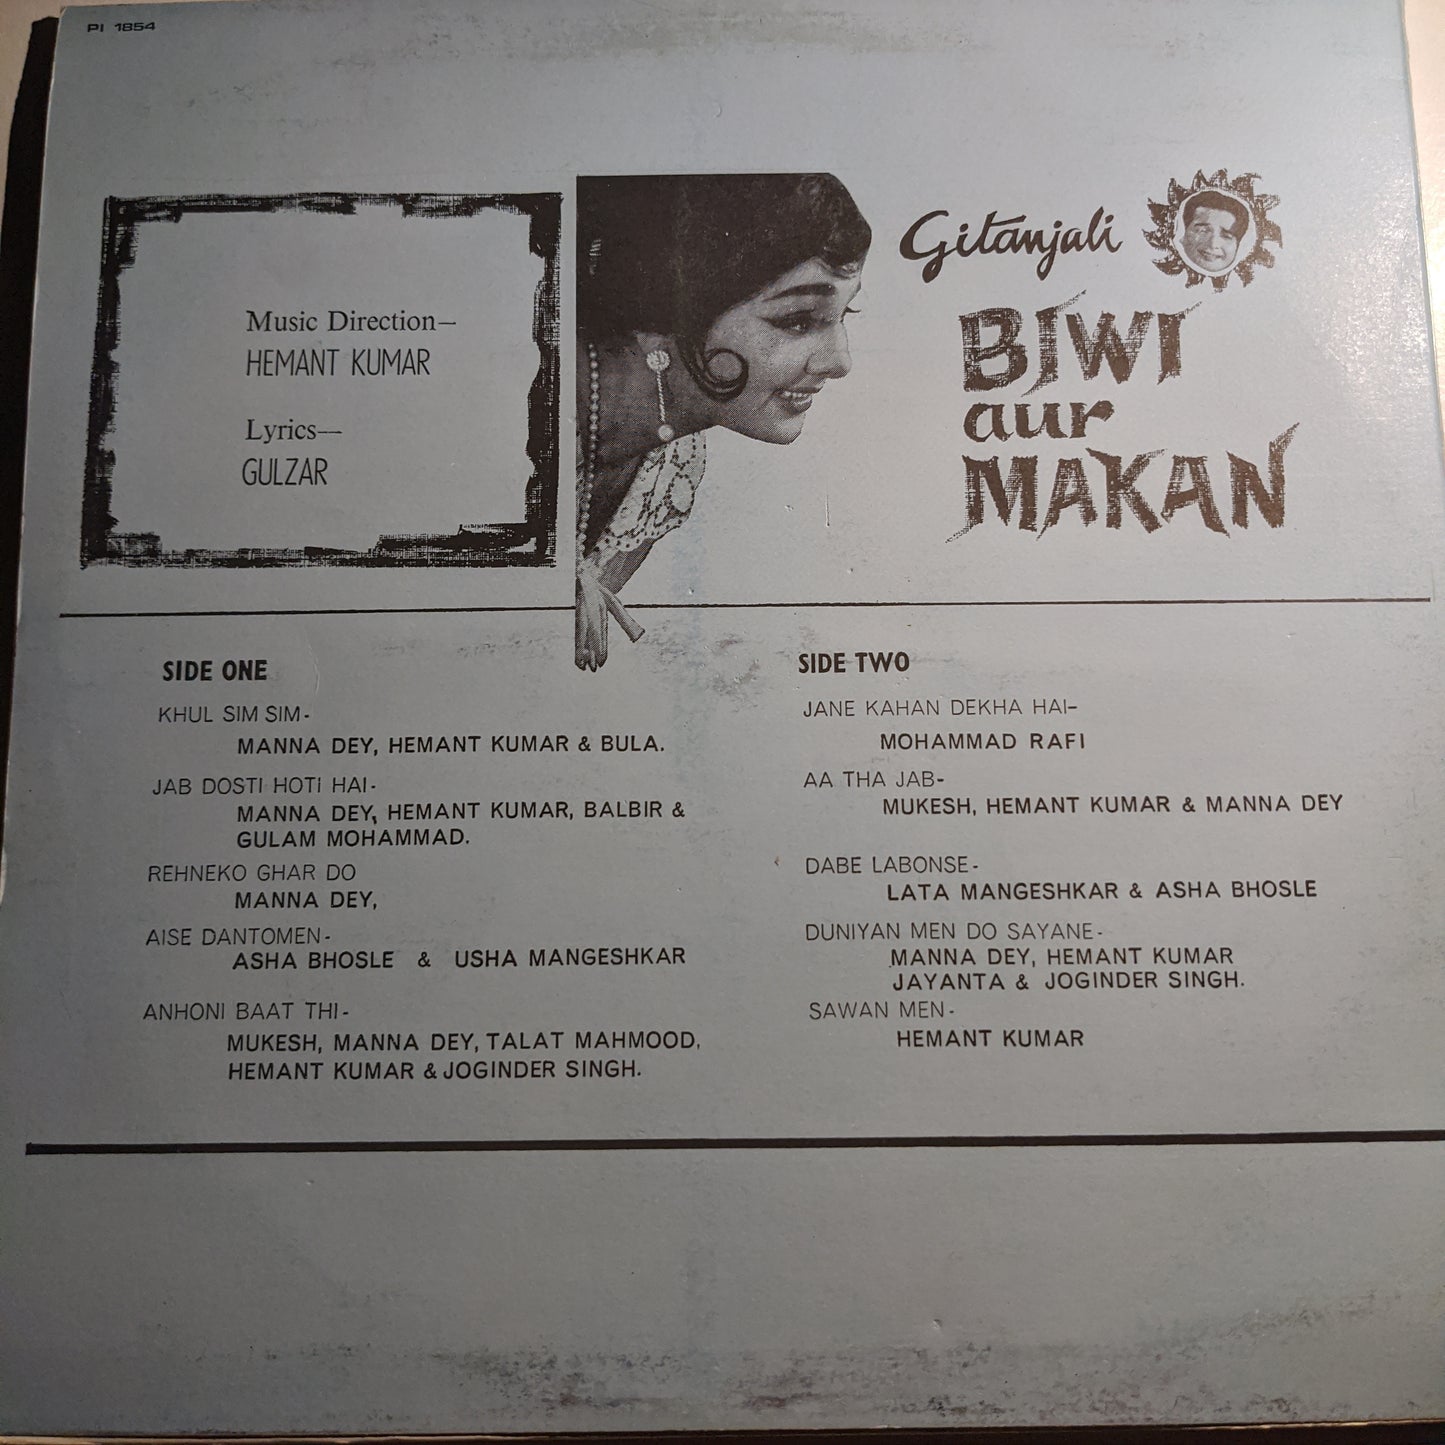 PI 1854
Music Direction—
HEMANT KUMAR
Lyrics—
GULZAR
Gitanjali
BIWI
aur
MAKAN
SIDE ONE
KHUL SIM SIM-
MANNA DEY, HEMANT KUMAR & BULA.
JAB DOSTI HOTI HAI-
MANNA DEY, HEMANT KUMAR, BALBIR &
GULAM MOHAMMAD.
REHNEKO GHAR DO
MANNA DEY,
AISE DANTOMEN-
ASHA BHOSLE & USHA MANGESHKAR
ANHONI BAAT THI-
MUKESH, MANNA DEY, TALAT MAHMOOD,
HEMANT KUMAR & JOGINDER SINGH.
SIDE TWO
JANE KAHAN DEKHA HAI-
MOHAMMAD RAFI
AA THA JAB-
MUKESH, HEMANT KUMAR & MANNA DEY
DABE LABONSE-
LATA MANGESHKAR & ASHA BHOSLE
DUNIYAN MEN DO SAYANE-
MANNA DEY, HEMANT KUMAR
JAYANTA & JOGINDER SINGH.
SAWAN MEN-
HEMANT KUMAR